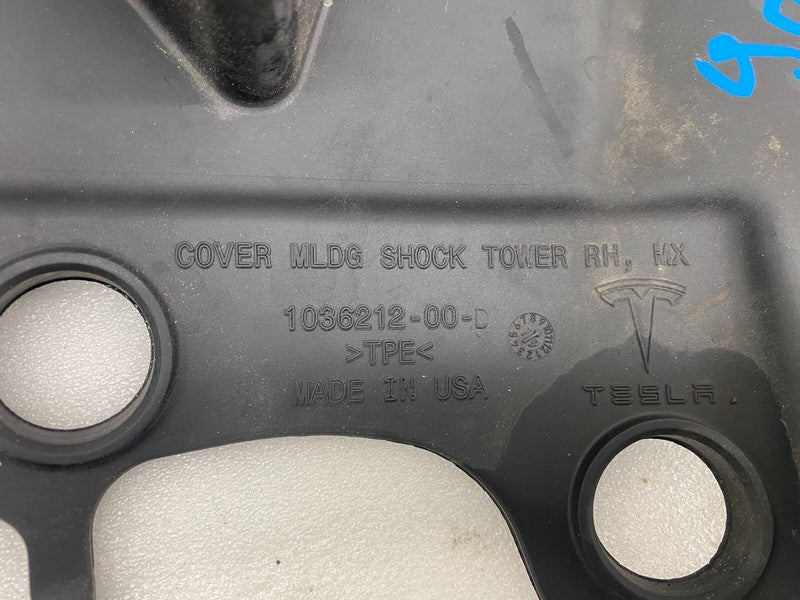 COVER MLDG SHOCK TOWER RH, MX
1036212-00-D
>TPE<
MADE IN USA
TESLA